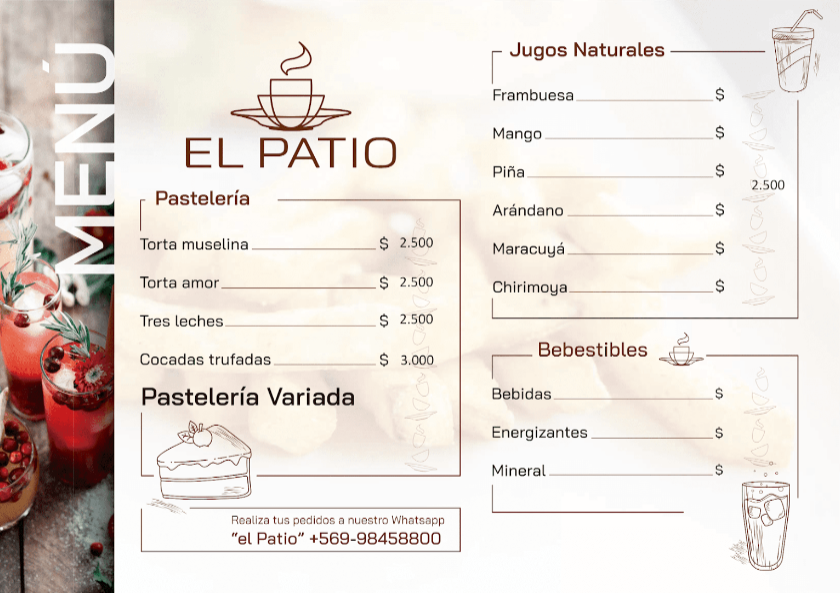 MENÚ
EL PATIO
Pastelería
Torta muselina $ 2.500
Torta amor $ 2.500
Tres leches $ 2.500
Cocadas trufadas $ 3.000
Pastelería Variada
Realiza tus pedidos a nuestro Whatsapp
“el Patio” +569-98458800
Jugos Naturales
Frambuesa $
Mango $
Piña $
2.500
Arándano $
Maracuyá $
Chirimoya $
Bebestibles
Bebidas $
Energizantes $
Mineral $